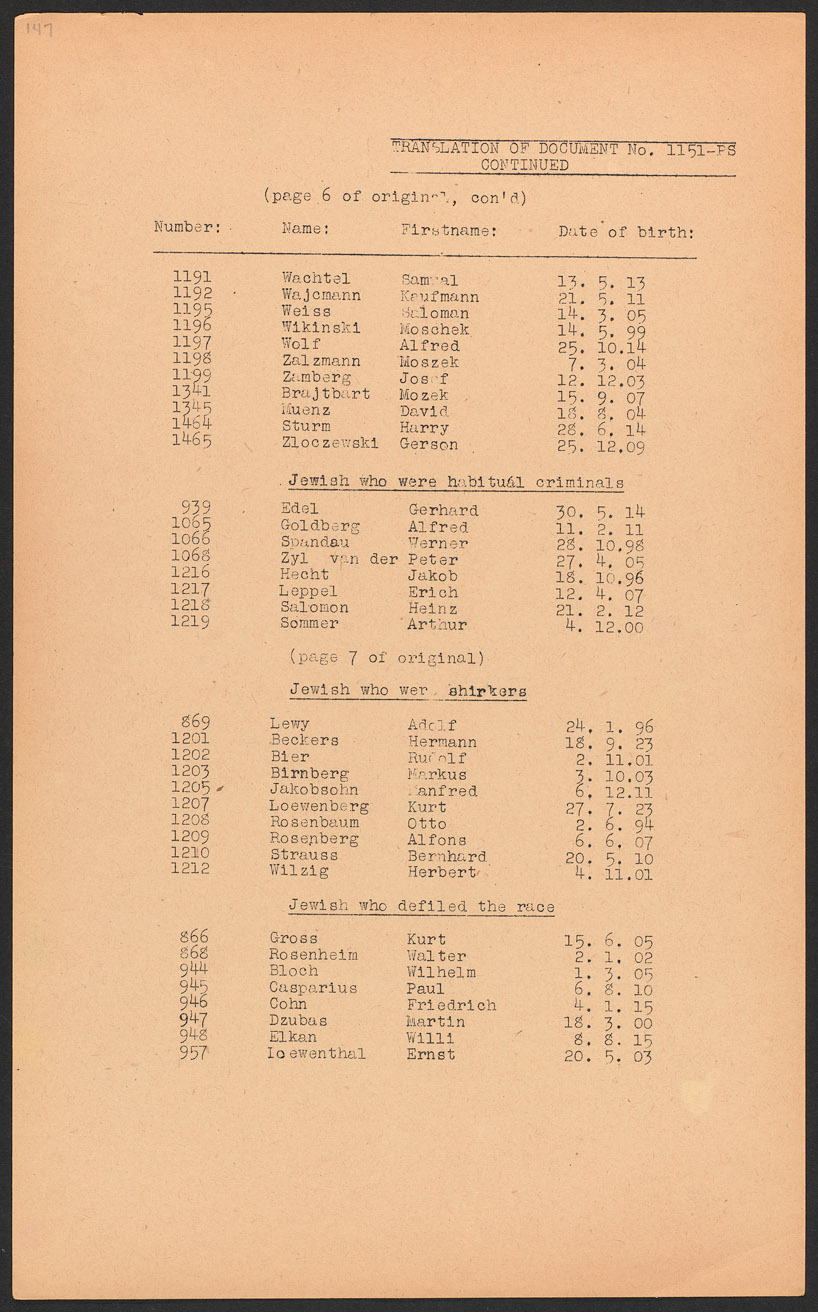 147
TRANSLATION OF DOCUMENT No. 1151-PS
CONTINUED
(page 6 of original, con'd)
Number: Name: Firstname: Date of birth:
1191 Wachtel 13. 5. 13
1192 Wajcmann Kaufmann 21. 5. 11
1195 Weiss Saloman 14. 3. 05
1196 Wikinski Moschek 14. 5. 99
1197 Wolf Alfred 25. 10.14
1198 Zalzmann Moszek 7. 3. 04
1199 Zamberg Josef 12. 12.03
1341 Brajtbart Mozek 15. 9. 07
1345 Muenz David 18. 8. 04
1464 Sturm Harry 28. 6. 14
1465 Zloczewski Gerson 25. 12.09
Jewish who were habitual criminals
939 Edel Gerhard 30. 5. 14
1065 Goldberg Alfred 11. 2. 11
1066 Spandau Werner 28. 10.98
1068 Zyl van der Peter 27. 4. 05
1216 Hecht Jakob 18. 10.96
1217 Leppel Erich 12. 4. 07
1218 Salomon Heinz 21. 2. 12
1219 Sommer Arthur 4. 12.00
(page 7 of original)
Jewish who wer shirkers
869 Lewy Adolf 24. 1. 96
1201 Beckers Hermann 18. 9. 23
1202 Bier Rudolf 2. 11.01
1203 Birnberg Markus 3. 10.03
1205 Jakobsohn Manfred 6. 12.11
1207 Loewenberg Kurt 27. 7. 23
1208 Rosenbaum Otto 2. 6. 94
1209 Rosenberg Alfons 6. 6. 07
1210 Strauss Bernhard 20. 5. 10
1212 Wilzig Herbert 4. 11.01
Jewish who defiled the race
866 Gross Kurt 15. 6. 05
868 Rosenheim Walter 2. 1. 02
944 Bloch Wilhelm 1. 3. 05
945 Casparius Paul 6. 8. 10
946 Cohn Friedrich 4. 1. 15
947 Dzubas Martin 18. 3. 00
948 Elkan Willi 8. 8. 15
957 Loewenthal Ernst 20. 5. 03